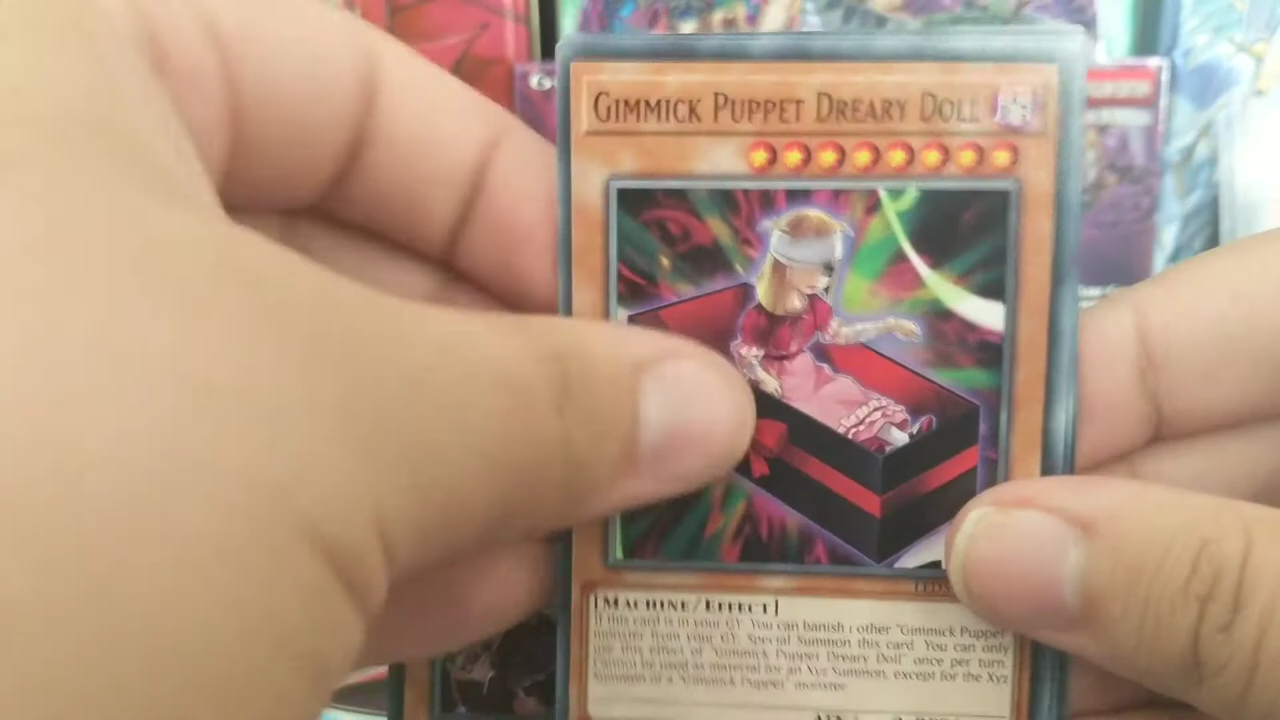 GIMMICK PUPPET DREARY DOLL
LED5
[MACHINE/EFFECT]
If this card is in your GY: You can banish 1 other "Gimmick Puppet"
monster from your GY; Special Summon this card. You can only
use this effect of "Gimmick Puppet Dreary Doll" once per turn.
Cannot be used as material for an Xyz Summon, except for the Xyz
Summon of a "Gimmick Puppet" monster.